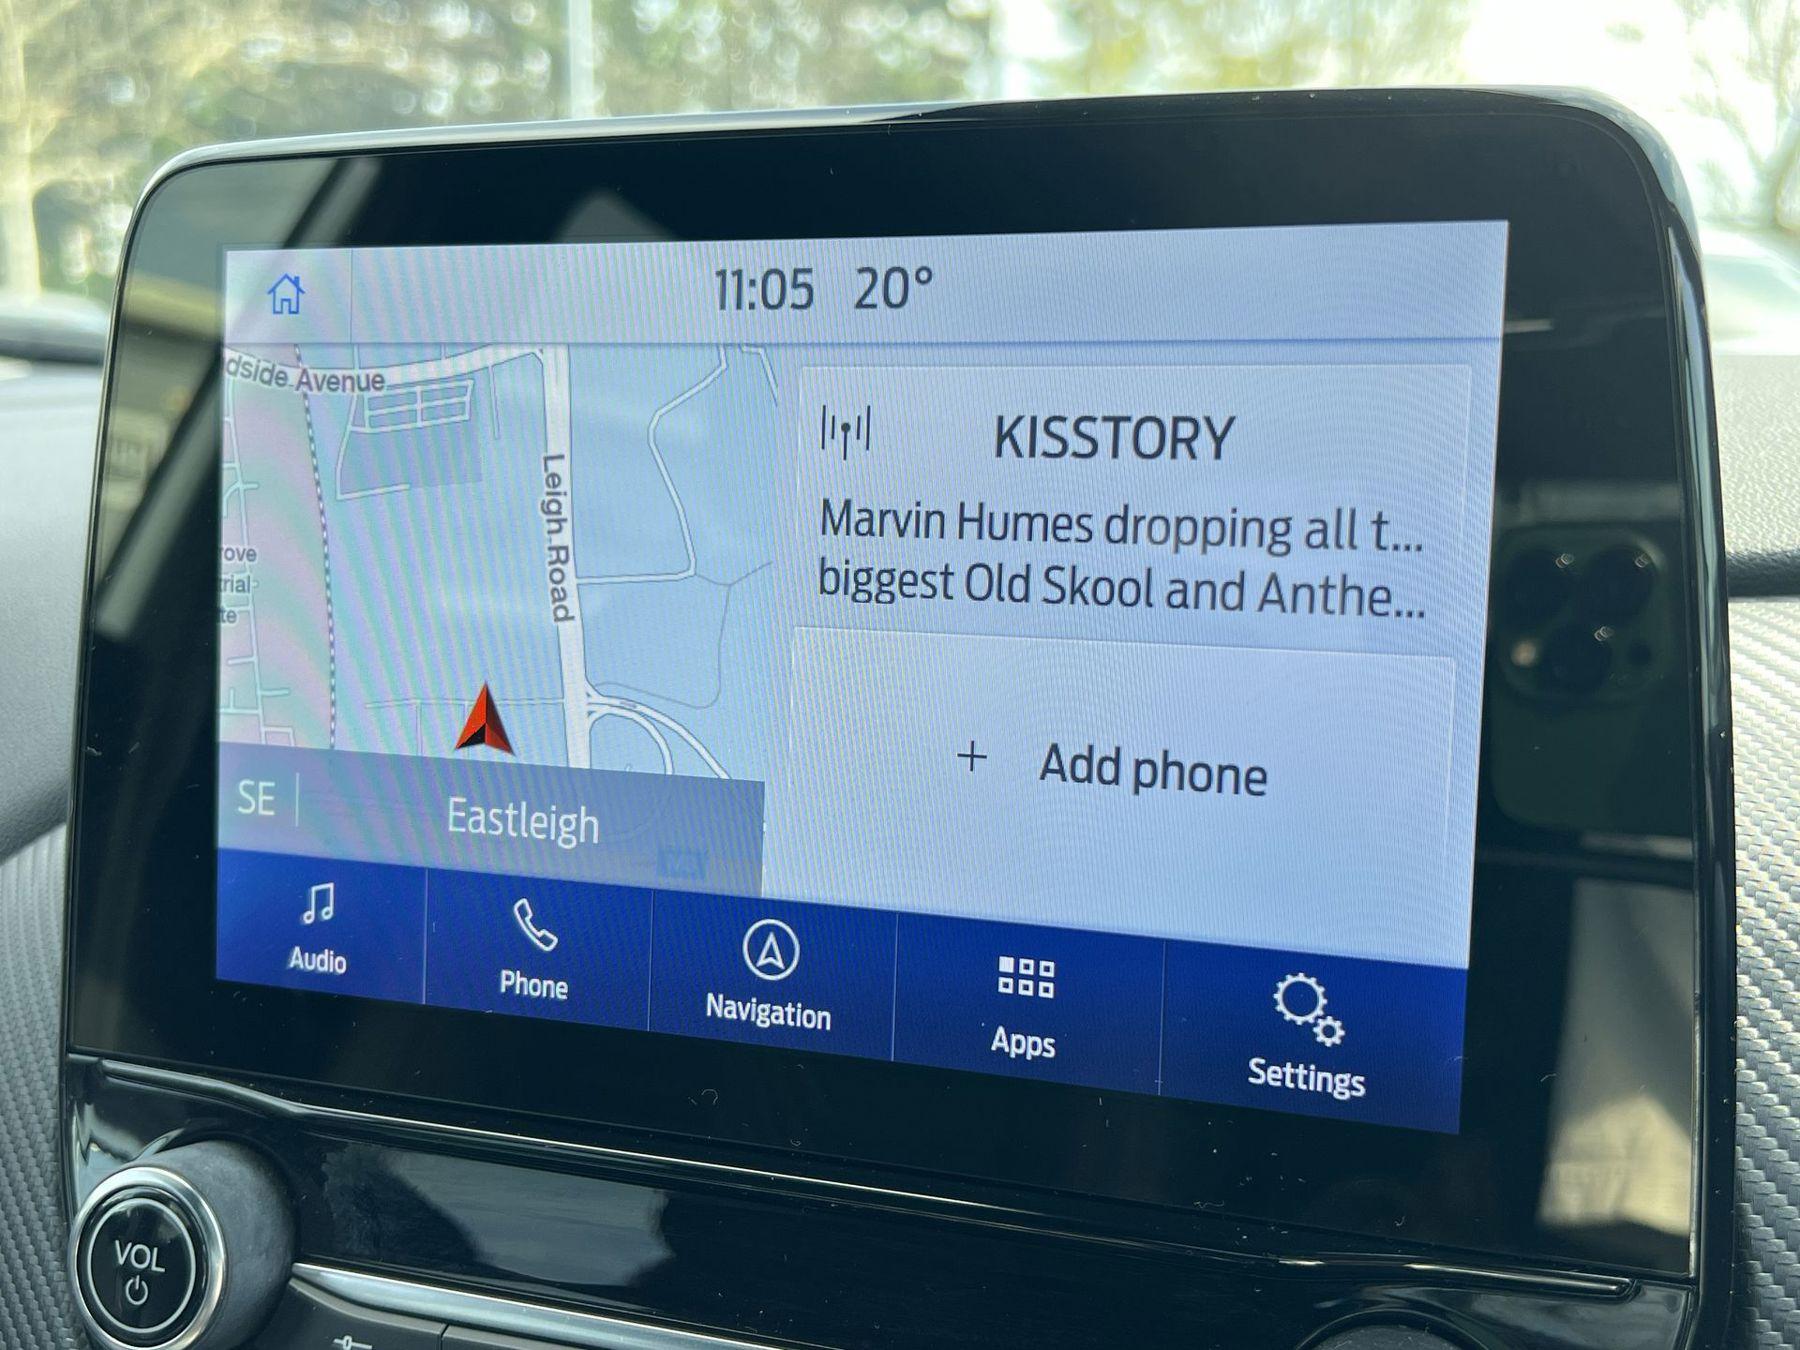 11:05 20°
dside Avenue
Leigh Road
rove
trial
te
KISSTORY
Marvin Humes dropping all t...
biggest Old Skool and Anthe...
+ Add phone
SE
Eastleigh
Audio
Phone
Navigation
Apps
Settings
VOL